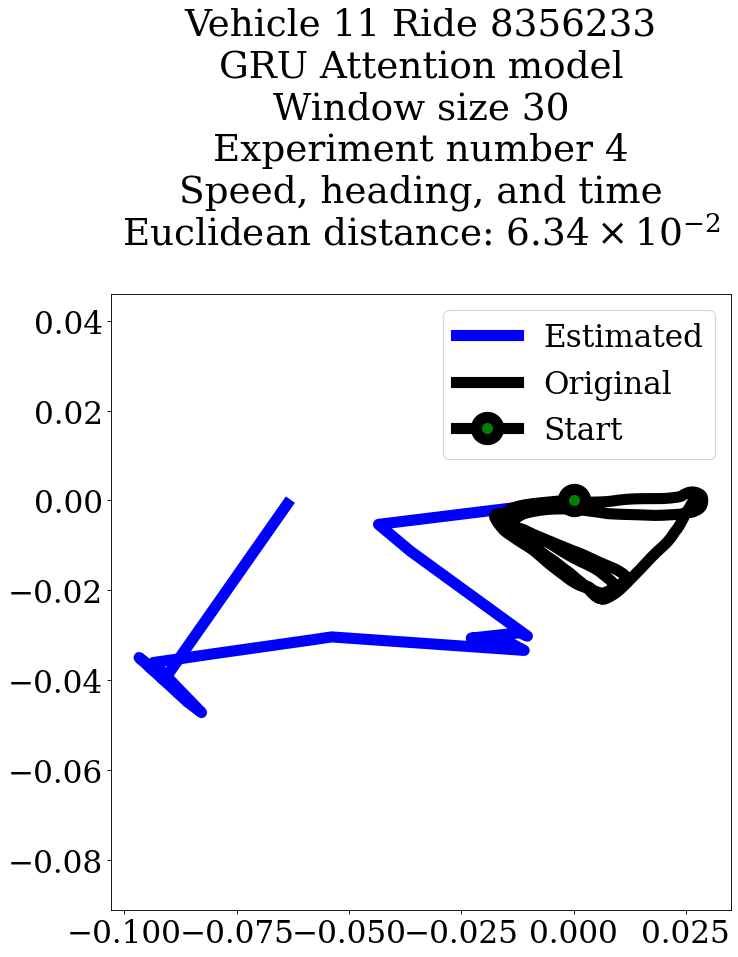 Vehicle 11 Ride 8356233
GRU Attention model
Window size 30
Experiment number 4
Speed, heading, and time
Euclidean distance: 6.34 × 10⁻²
Estimated
Original
Start
0.04
0.02
0.00
−0.02
−0.04
−0.06
−0.08
−0.100 −0.075 −0.050 −0.025 0.000 0.025